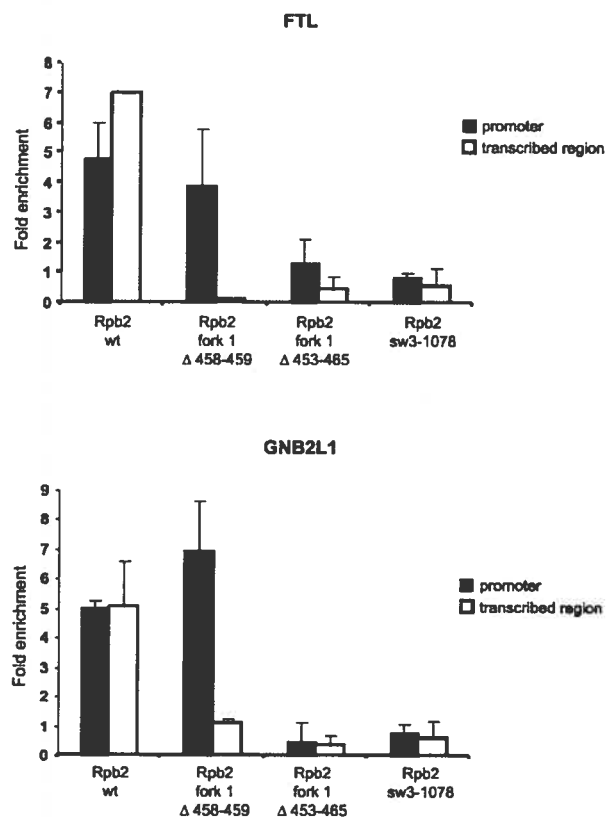 FTL
8
7
6
5
4
3
2
1
0
Fold enrichment
promoter
transcribed region
Rpb2 wt
Rpb2 fork 1 Δ 458-459
Rpb2 fork 1 Δ 453-465
Rpb2 sw3-1078
GNB2L1
9
8
7
6
5
4
3
2
1
0
Fold enrichment
promoter
transcribed region
Rpb2 wt
Rpb2 fork 1 Δ 458-459
Rpb2 fork 1 Δ 453-465
Rpb2 sw3-1078